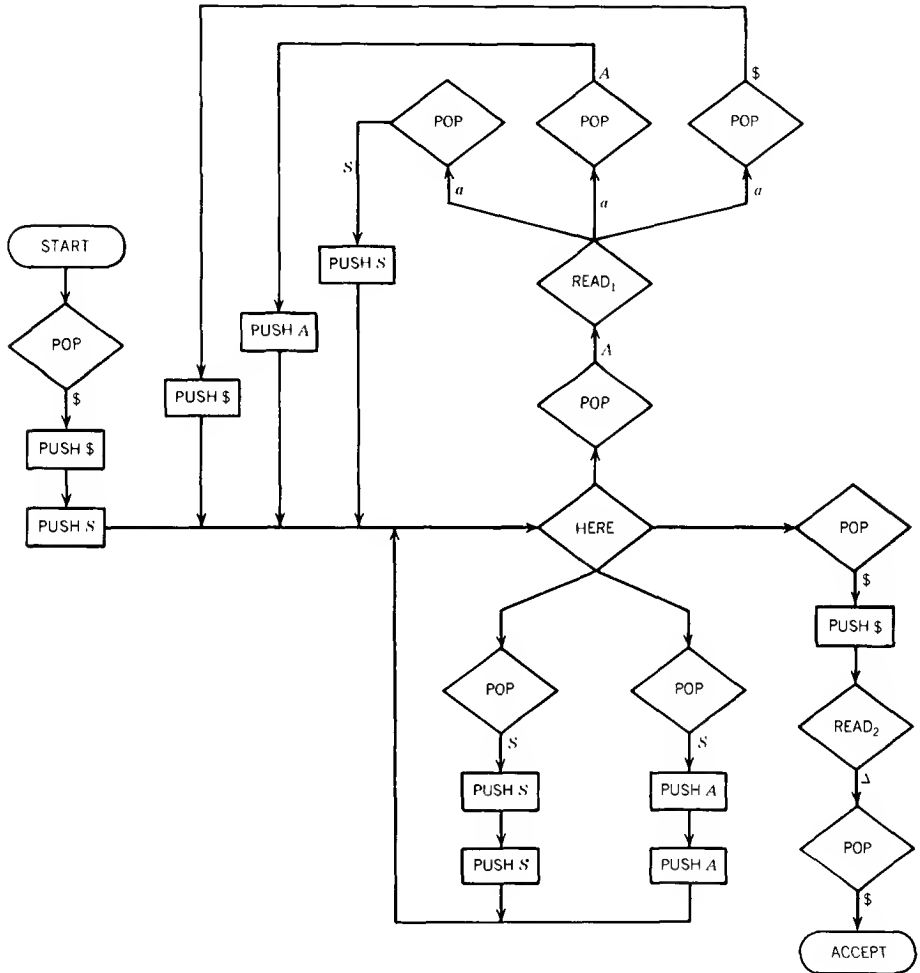 $
A
POP
POP
POP
S
a
a
a
START
PUSH S
READ₁
PUSH A
POP
A
$
PUSH $
POP
PUSH $
PUSH S
HERE
POP
$
PUSH $
POP
POP
READ₂
S
S
PUSH S
PUSH A
Δ
PUSH S
PUSH A
POP
$
ACCEPT